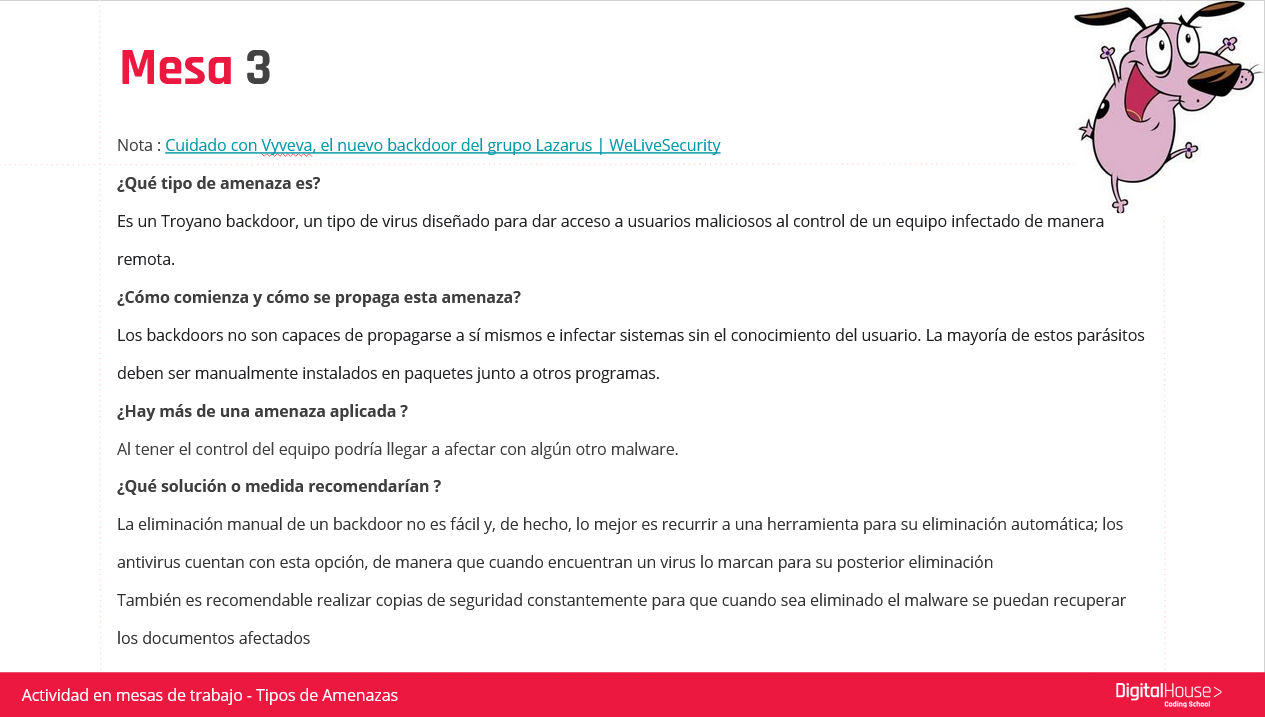 Mesa 3
Nota : Cuidado con Vyveva, el nuevo backdoor del grupo Lazarus | WeLiveSecurity
¿Qué tipo de amenaza es?
Es un Troyano backdoor, un tipo de virus diseñado para dar acceso a usuarios maliciosos al control de un equipo infectado de manera
remota.
¿Cómo comienza y cómo se propaga esta amenaza?
Los backdoors no son capaces de propagarse a sí mismos e infectar sistemas sin el conocimiento del usuario. La mayoría de estos parásitos
deben ser manualmente instalados en paquetes junto a otros programas.
¿Hay más de una amenaza aplicada ?
Al tener el control del equipo podría llegar a afectar con algún otro malware.
¿Qué solución o medida recomendarían ?
La eliminación manual de un backdoor no es fácil y, de hecho, lo mejor es recurrir a una herramienta para su eliminación automática; los
antivirus cuentan con esta opción, de manera que cuando encuentran un virus lo marcan para su posterior eliminación
También es recomendable realizar copias de seguridad constantemente para que cuando sea eliminado el malware se puedan recuperar
los documentos afectados
Actividad en mesas de trabajo - Tipos de Amenazas
DigitalHouse>
Coding School